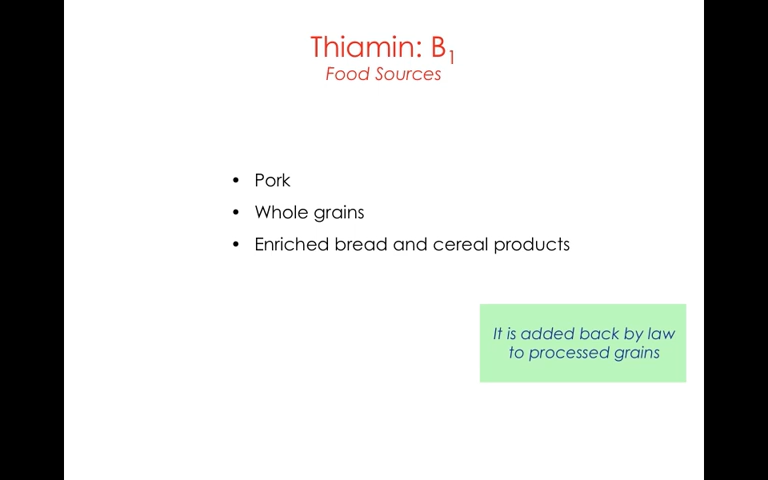 Thiamin: B₁
Food Sources
• Pork
• Whole grains
• Enriched bread and cereal products
It is added back by law
to processed grains